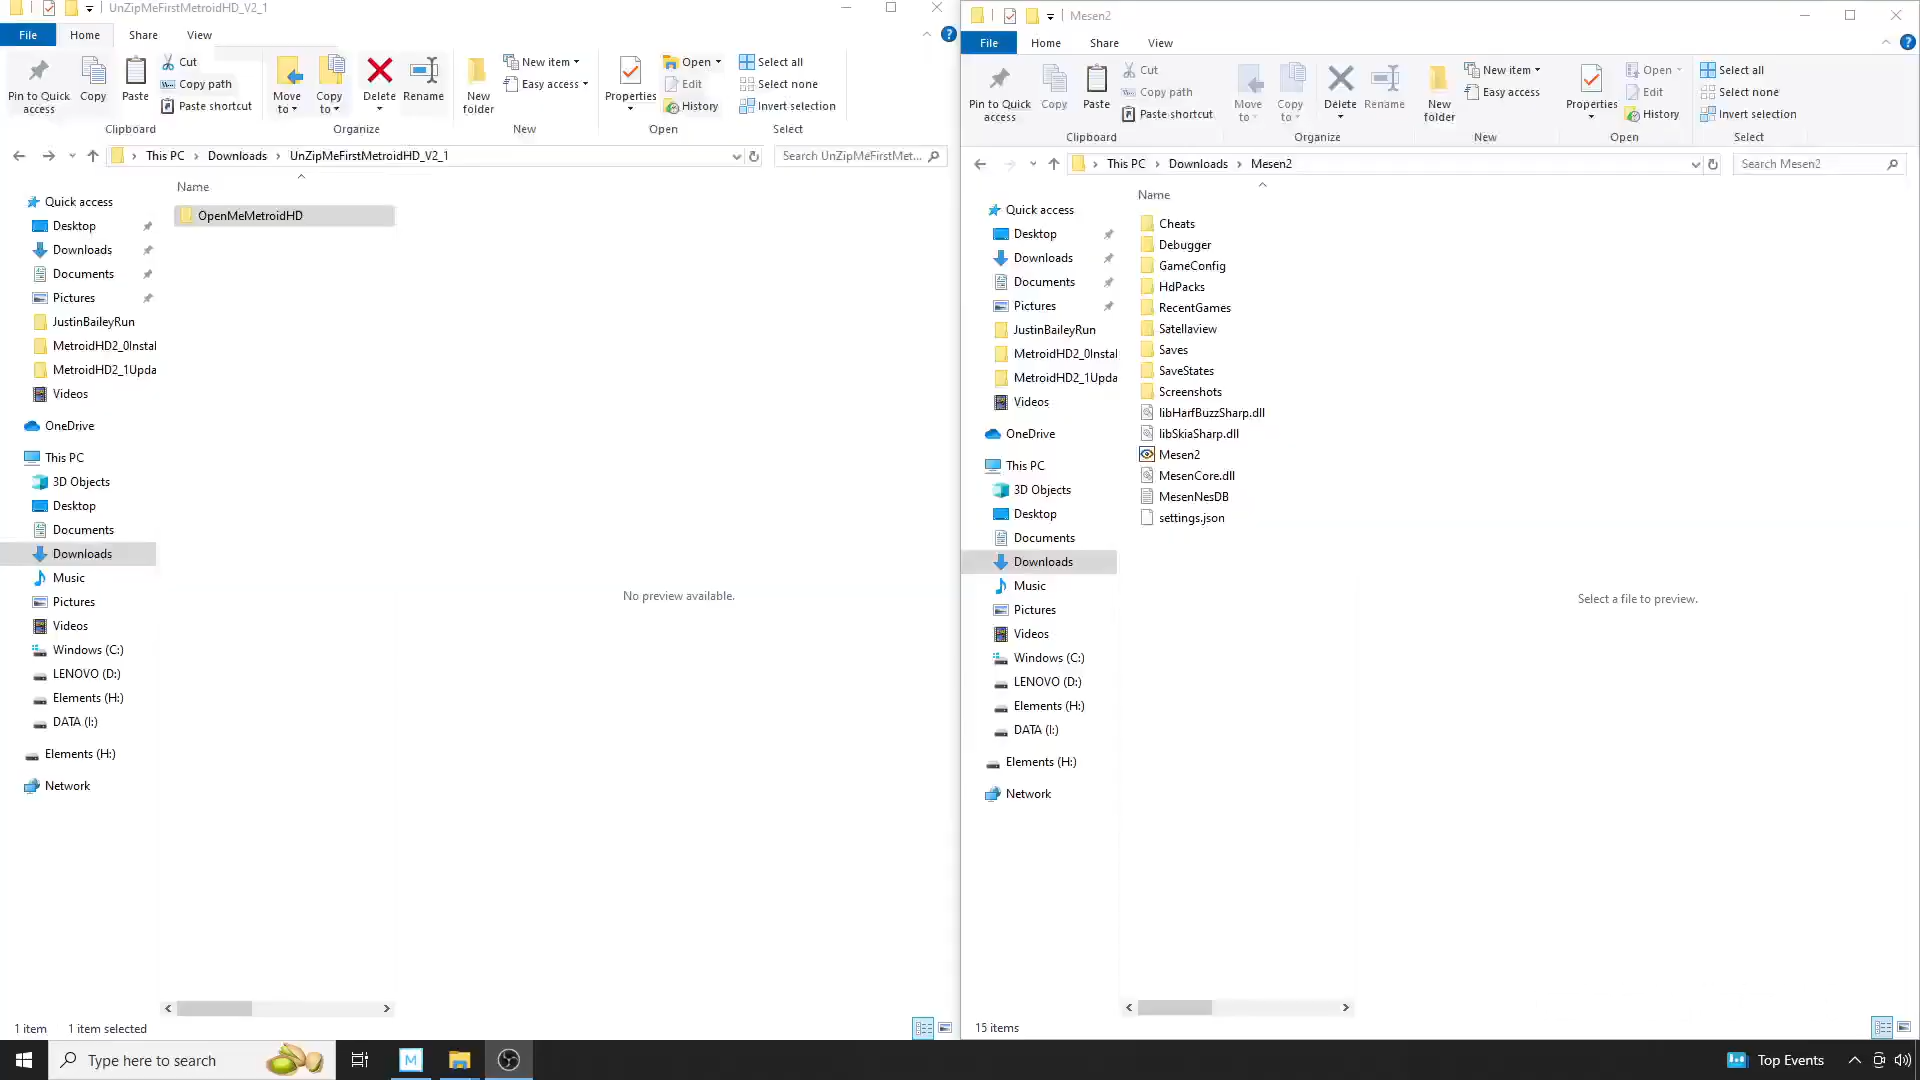 UnZipMeFirstMetroidHD_V2_1
File Home Share View
Pin to Quick access
Copy
Paste
Cut
Copy path
Paste shortcut
Clipboard
Move to
Copy to
Delete
Rename
Organize
New folder
New item
Easy access
New
Properties
Open
Edit
History
Open
Select all
Select none
Invert selection
Select
This PC Downloads UnZipMeFirstMetroidHD_V2_1
Search UnZipMeFirstMet...
Name
OpenMeMetroidHD
Quick access
Desktop
Downloads
Documents
Pictures
JustinBaileyRun
MetroidHD2_0Instal
MetroidHD2_1Upda
Videos
OneDrive
This PC
3D Objects
Desktop
Documents
Downloads
Music
Pictures
Videos
Windows (C:)
LENOVO (D:)
Elements (H:)
DATA (I:)
Elements (H:)
Network
No preview available.
1 item 1 item selected
Mesen2
File Home Share View
Pin to Quick access
Copy
Paste
Cut
Copy path
Paste shortcut
Clipboard
Move to
Copy to
Delete
Rename
Organize
New folder
New item
Easy access
New
Properties
Open
Edit
History
Open
Select all
Select none
Invert selection
Select
This PC Downloads Mesen2
Search Mesen2
Name
Quick access
Desktop
Downloads
Documents
Pictures
JustinBaileyRun
MetroidHD2_0Instal
MetroidHD2_1Upda
Videos
OneDrive
This PC
3D Objects
Desktop
Documents
Downloads
Music
Pictures
Videos
Windows (C:)
LENOVO (D:)
Elements (H:)
DATA (I:)
Elements (H:)
Network
Cheats
Debugger
GameConfig
HdPacks
RecentGames
Satellaview
Saves
SaveStates
Screenshots
libHarfBuzzSharp.dll
libSkiaSharp.dll
Mesen2
MesenCore.dll
MesenNesDB
settings.json
Select a file to preview.
15 items
Type here to search
M
Top Events